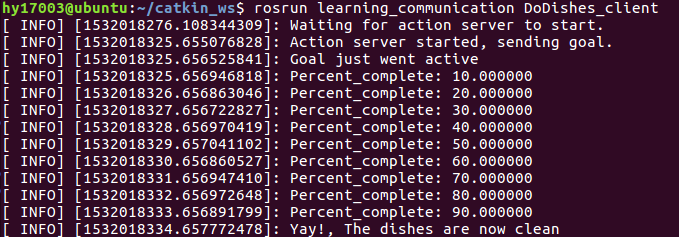 hy17003@ubuntu:~/catkin_ws$ rosrun learning_communication DoDishes_client
[ INFO] [1532018276.108344309]: Waiting for action server to start.
[ INFO] [1532018325.655076828]: Action server started, sending goal.
[ INFO] [1532018325.656525841]: Goal just went active
[ INFO] [1532018325.656946818]: Percent_complete: 10.000000
[ INFO] [1532018326.656863046]: Percent_complete: 20.000000
[ INFO] [1532018327.656722827]: Percent_complete: 30.000000
[ INFO] [1532018328.656970419]: Percent_complete: 40.000000
[ INFO] [1532018329.657041102]: Percent_complete: 50.000000
[ INFO] [1532018330.656860527]: Percent_complete: 60.000000
[ INFO] [1532018331.656947410]: Percent_complete: 70.000000
[ INFO] [1532018332.656972648]: Percent_complete: 80.000000
[ INFO] [1532018333.656891799]: Percent_complete: 90.000000
[ INFO] [1532018334.657772478]: Yay!, The dishes are now clean